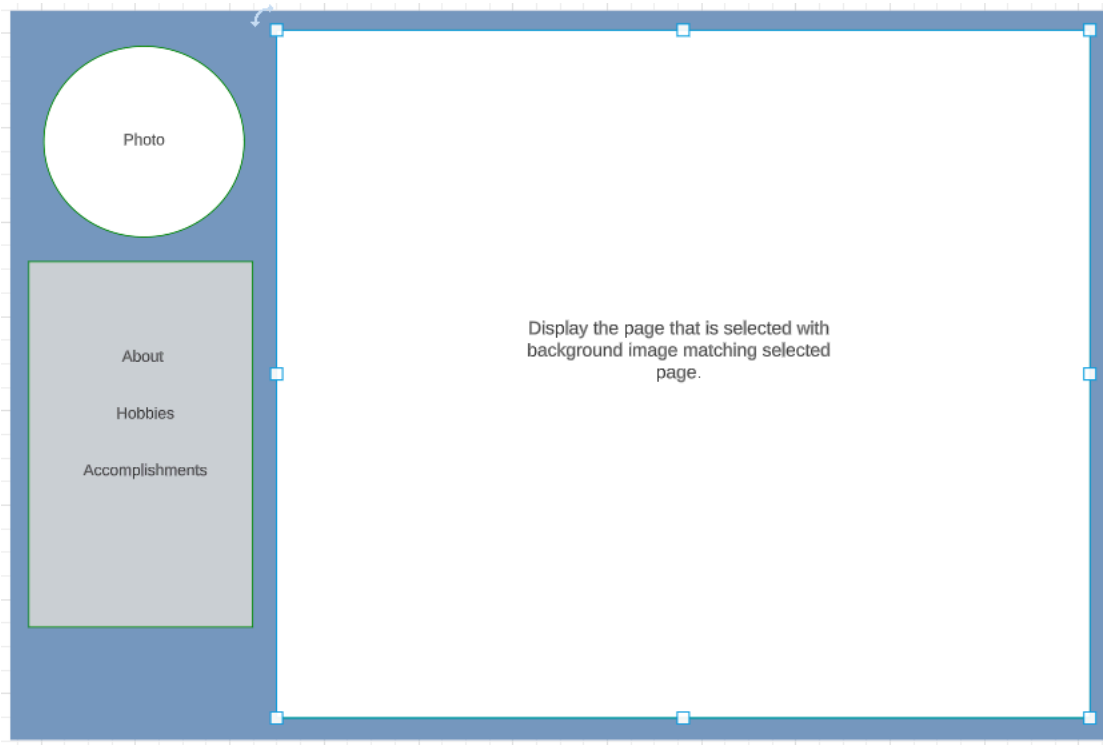 Photo
About
Hobbies
Accomplishments
Display the page that is selected with
background image matching selected
page.